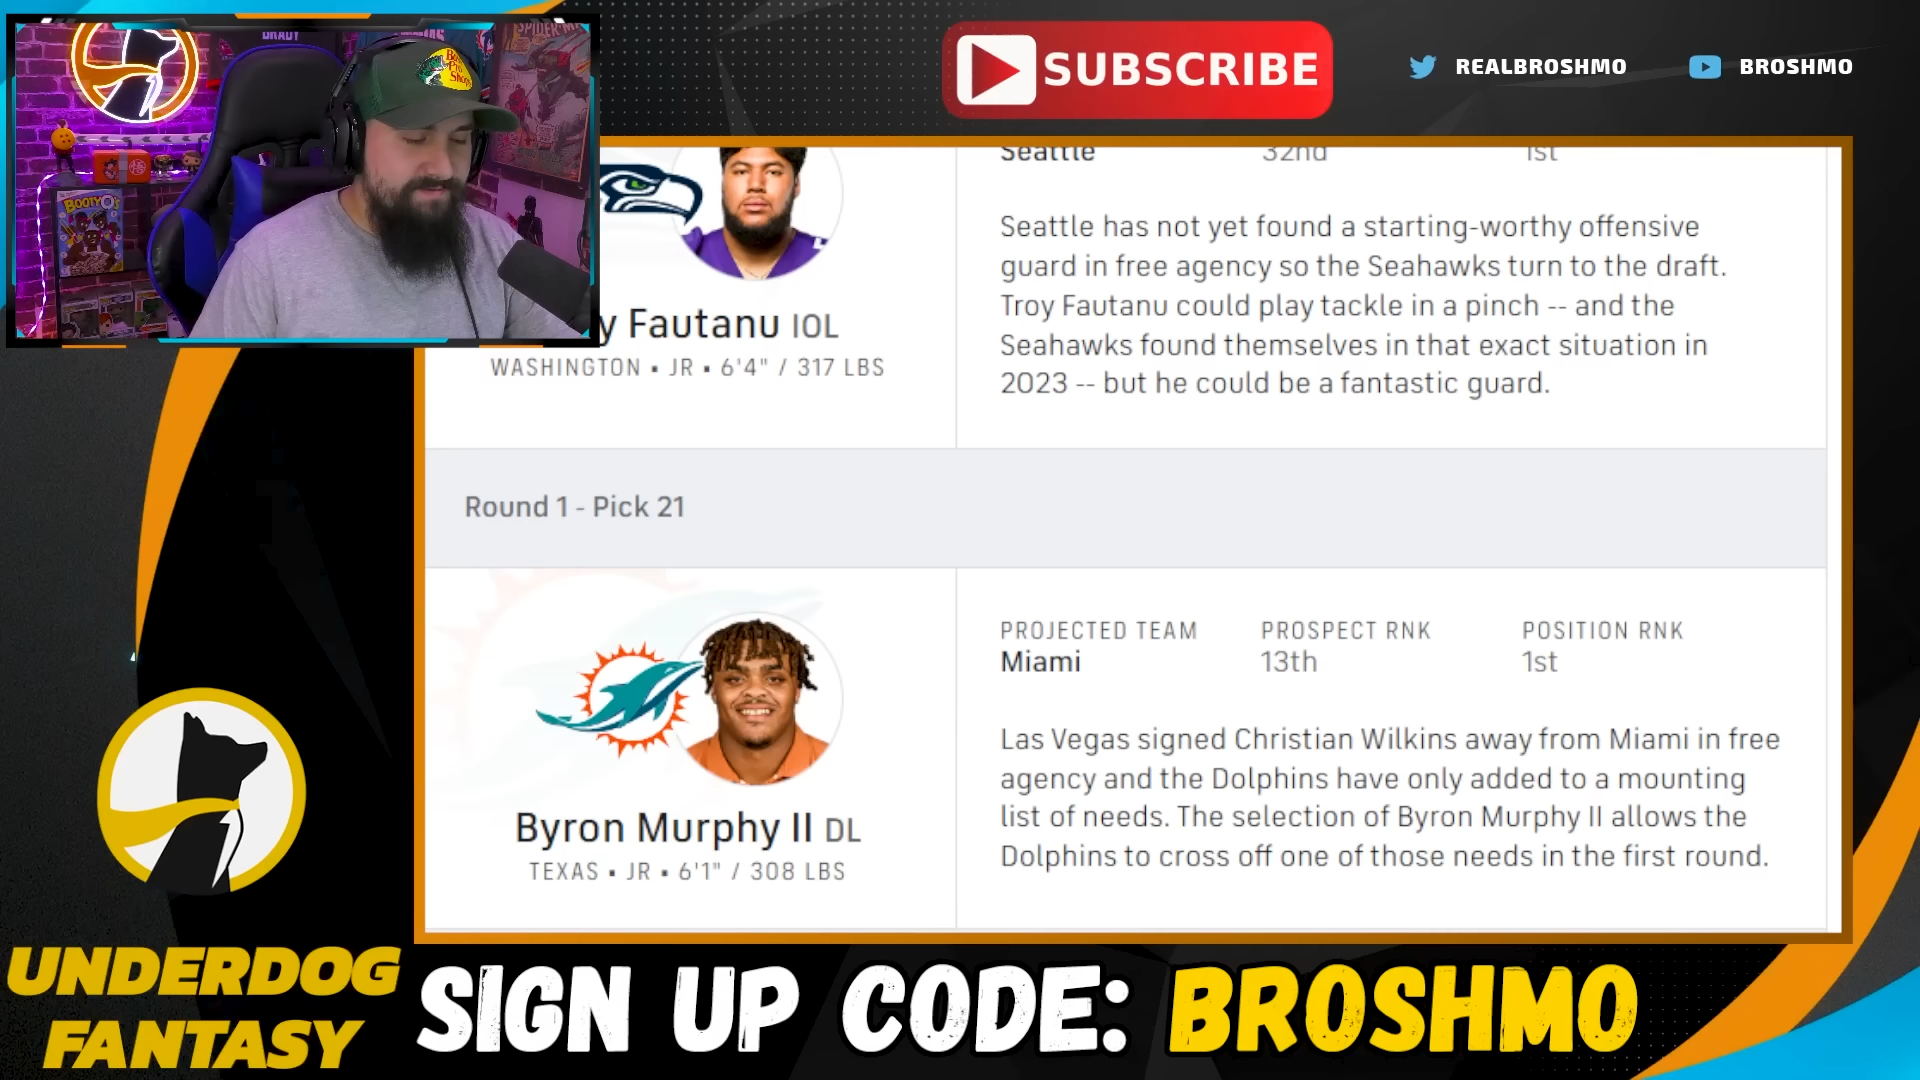 BRADY
SPIDER-M
Bass
Pro
Shops
BOOTYO's
SUBSCRIBE
REALBROSHMO
BROSHMO
Seattle 32nd 1st
Seattle has not yet found a starting-worthy offensive
guard in free agency so the Seahawks turn to the draft.
Troy Fautanu could play tackle in a pinch -- and the
Seahawks found themselves in that exact situation in
2023 -- but he could be a fantastic guard.
y Fautanu IOL
WASHINGTON • JR • 6'4" / 317 LBS
Round 1 - Pick 21
Byron Murphy II DL
TEXAS • JR • 6'1" / 308 LBS
PROJECTED TEAM PROSPECT RNK POSITION RNK
Miami 13th 1st
Las Vegas signed Christian Wilkins away from Miami in free
agency and the Dolphins have only added to a mounting
list of needs. The selection of Byron Murphy II allows the
Dolphins to cross off one of those needs in the first round.
UNDERDOG
FANTASY
SIGN UP CODE: BROSHMO